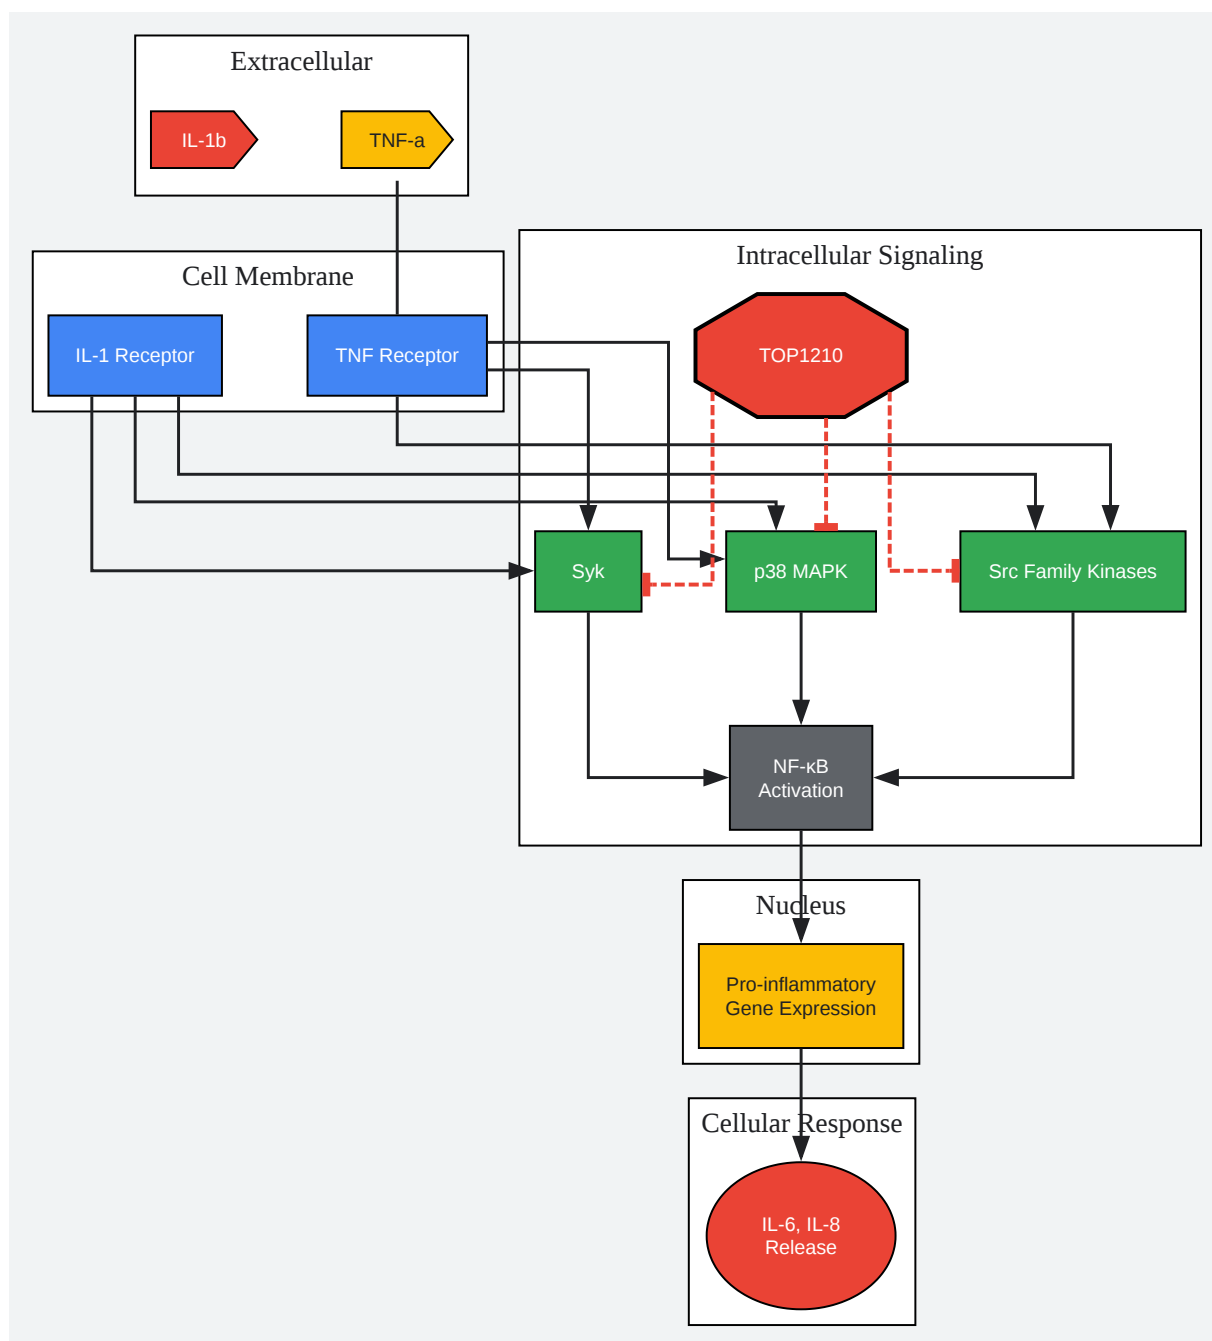 Extracellular
IL-1b
TNF-a
Cell Membrane
IL-1 Receptor
TNF Receptor
Intracellular Signaling
TOP1210
Syk
p38 MAPK
Src Family Kinases
NF-κB
Activation
Nucleus
Pro-inflammatory
Gene Expression
Cellular Response
IL-6, IL-8
Release